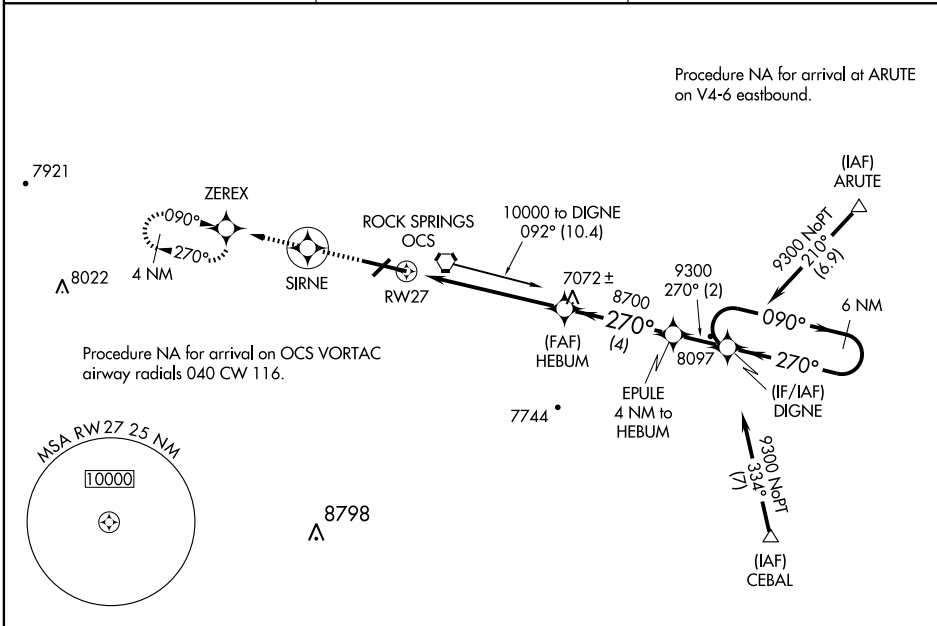 Procedure NA for arrival at ARUTE
on V4-6 eastbound.
7921
ZEREX
090°
270°
4 NM
8022
SIRNE
ROCK SPRINGS
OCS
RW27
10000 to DIGNE
092° (10.4)
7072 ±
(FAF)
HEBUM
8700
270°
(4)
9300
270° (2)
8097
EPULE
4 NM to
HEBUM
(IAF)
ARUTE
9300 NoPT
210°
(6.9)
6 NM
090°
270°
(IF/IAF)
DIGNE
Procedure NA for arrival on OCS VORTAC
airway radials 040 CW 116.
7744
9300 NoPT
334°
(7)
(IAF)
CEBAL
MSA RW 27 25 NM
10000
8798